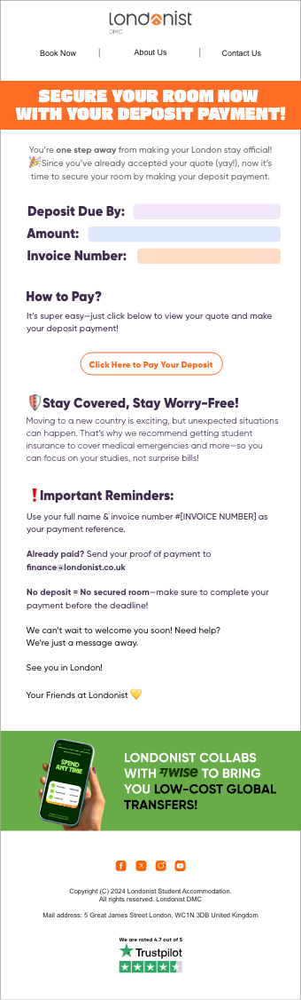 londonist
DMC
Book Now | About Us | Contact Us
SECURE YOUR ROOM NOW
WITH YOUR DEPOSIT PAYMENT!
You're one step away from making your London stay official!
🎉Since you've already accepted your quote (yay!), now it's
time to secure your room by making your deposit payment.
Deposit Due By:
Amount:
Invoice Number:
How to Pay?
It's super easy—just click below to view your quote and make
your deposit payment!
Click Here to Pay Your Deposit
Stay Covered, Stay Worry-Free!
Moving to a new country is exciting, but unexpected situations
can happen. That's why we recommend getting student
insurance to cover medical emergencies and more—so you
can focus on your studies, not surprise bills!
❗Important Reminders:
Use your full name & invoice number #[INVOICE NUMBER] as
your payment reference.
Already paid? Send your proof of payment to
finance@londonist.co.uk
No deposit = No secured room—make sure to complete your
payment before the deadline!
We can't wait to welcome you soon! Need help?
We're just a message away.
See you in London!
Your Friends at Londonist 💛
SPEND
ANY TIME
LONDONIST COLLABS
WITH WISE TO BRING
YOU LOW-COST GLOBAL
TRANSFERS!
Copyright (C) 2024 Londonist Student Accommodation.
All rights reserved. Londonist DMC
Mail address: 5 Great James Street London, WC1N 3DB United Kingdom
We are rated 4.7 out of 5
Trustpilot